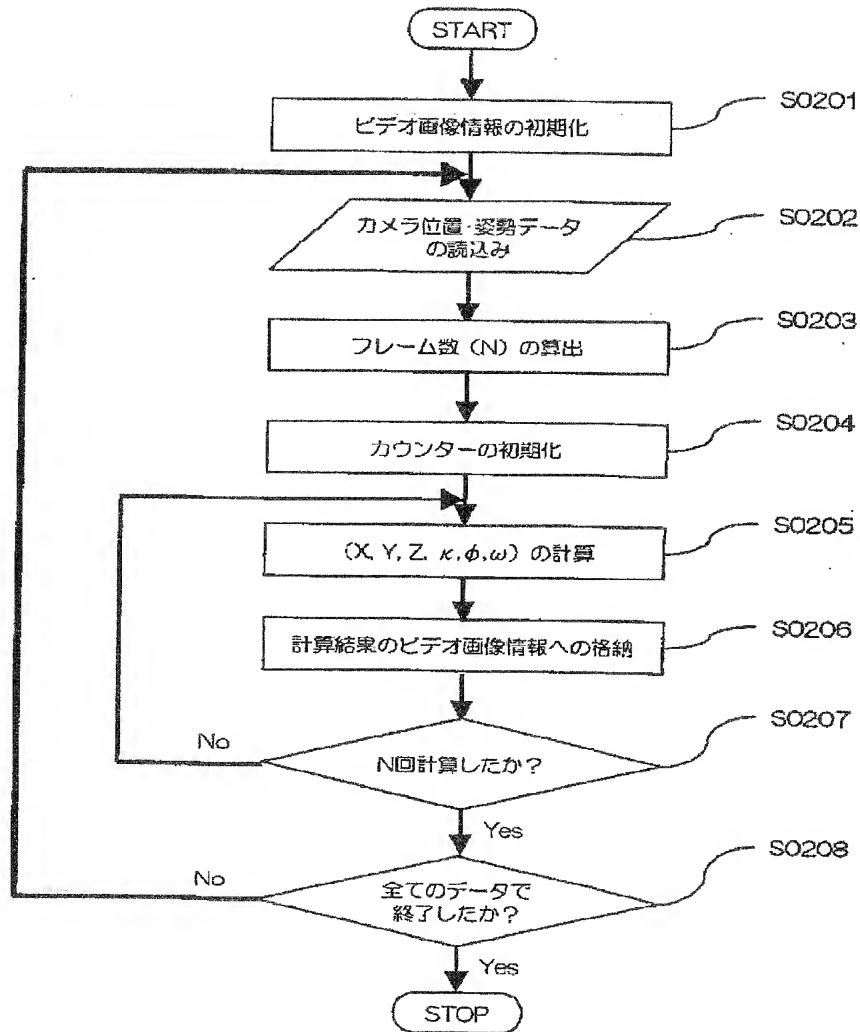 START
ビデオ画像情報の初期化
S0201
カメラ位置・姿勢データ
の読込み
S0202
フレーム数（N）の算出
S0203
カウンターの初期化
S0204
(X, Y, Z, κ, φ, ω) の計算
S0205
計算結果のビデオ画像情報への格納
S0206
N回計算したか？
S0207
No
Yes
全てのデータで
終了したか？
S0208
No
Yes
STOP